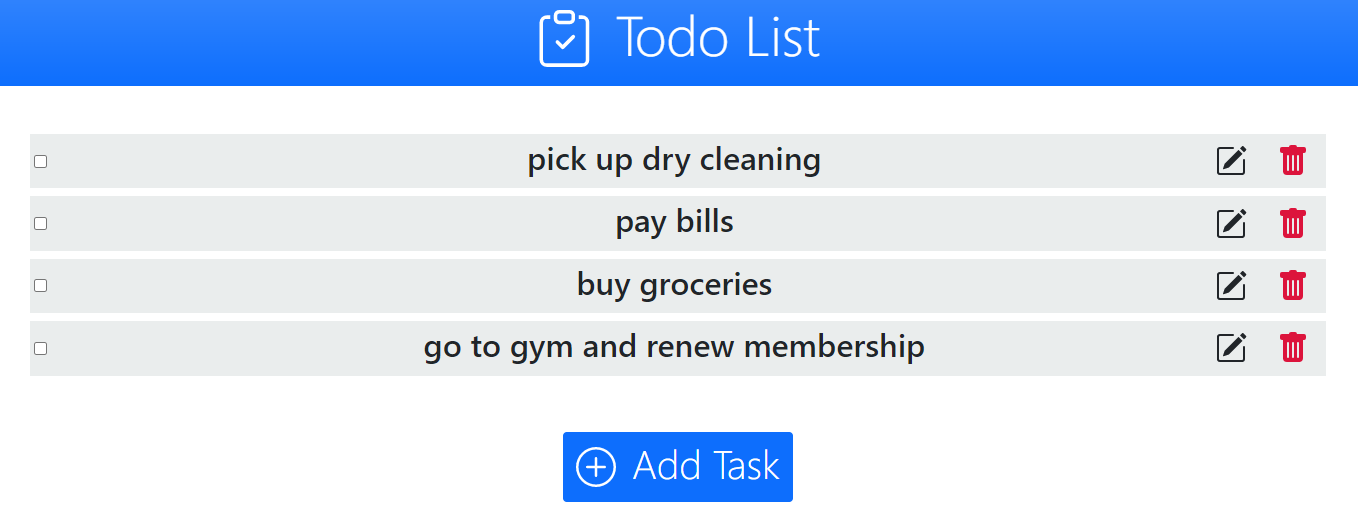 Todo List
pick up dry cleaning
pay bills
buy groceries
go to gym and renew membership
Add Task